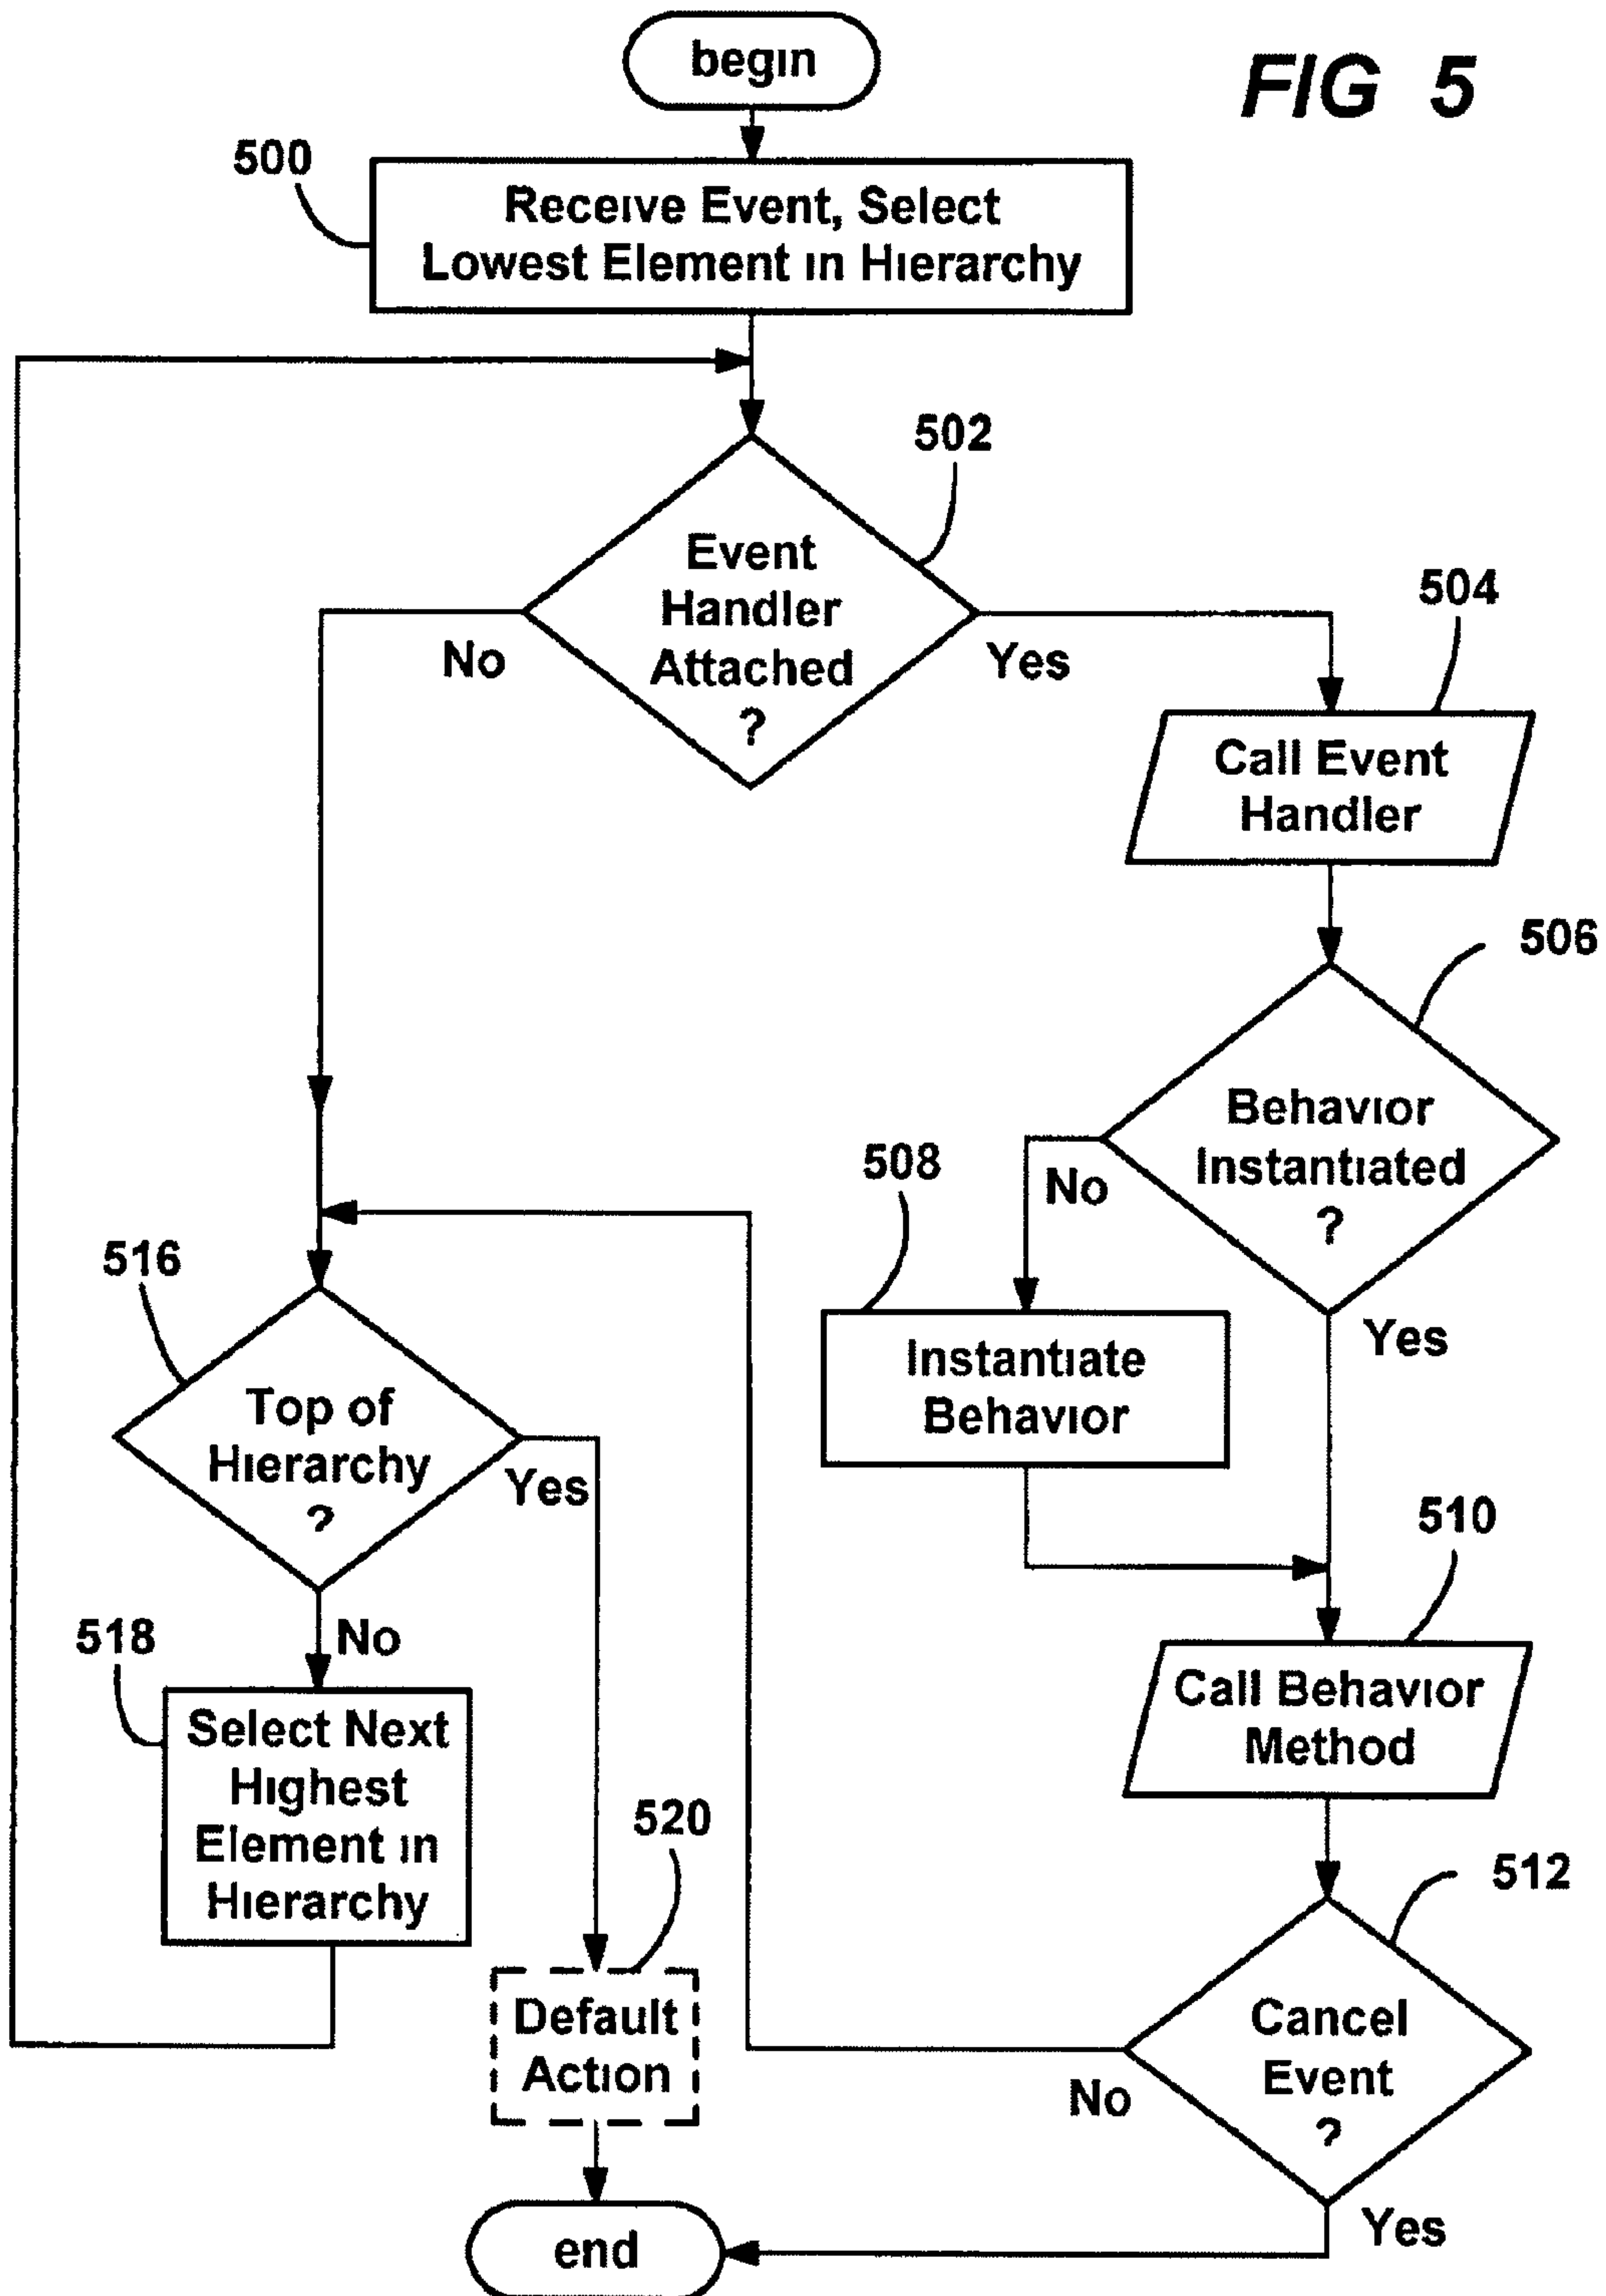 begin
FIG 5
500
Receive Event, Select
Lowest Element in Hierarchy
502
Event
Handler
Attached
?
No
Yes
504
Call Event
Handler
506
Behavior
Instantiated
?
No
Yes
508
Instantiate
Behavior
516
Top of
Hierarchy
?
Yes
No
510
Call Behavior
Method
518
Select Next
Highest
Element in
Hierarchy
520
Default
Action
512
Cancel
Event
?
No
Yes
end